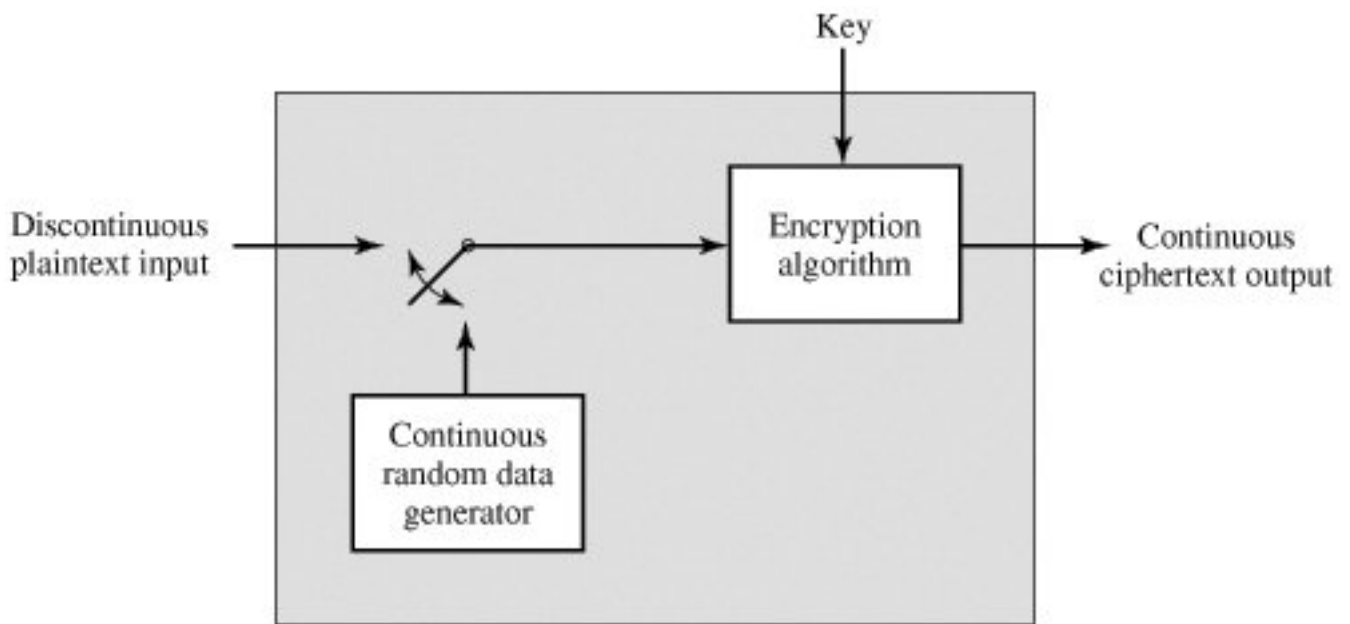 Key
Discontinuous
plaintext input
Encryption
algorithm
Continuous
ciphertext output
Continuous
random data
generator